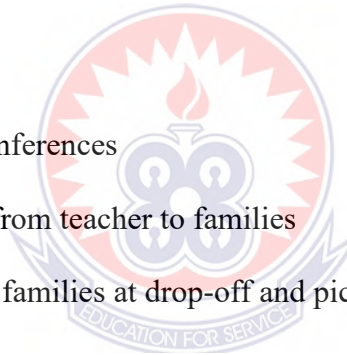 nferences
from teacher to families
families at drop-off and pic
EDUCATION FOR SERVICE